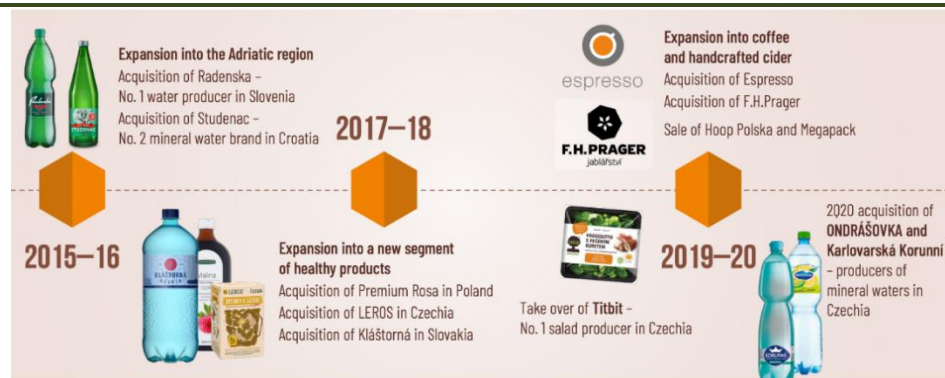 Expansion into the Adriatic region
Acquisition of Radenska –
No. 1 water producer in Slovenia
Acquisition of Studenac –
No. 2 mineral water brand in Croatia
2015–16
2017–18
Expansion into a new segment
of healthy products
Acquisition of Premium Rosa in Poland
Acquisition of LEROS in Czechia
Acquisition of Kláštorná in Slovakia
espresso
F.H.PRAGER
jablářství
Expansion into coffee
and handcrafted cider
Acquisition of Espresso
Acquisition of F.H.Prager
Sale of Hoop Polska and Megapack
2019–20
Take over of Titbit –
No. 1 salad producer in Czechia
2020 acquisition of
ONDRÁŠOVKA and
Karlovarská Korunní
– producers of
mineral waters in
Czechia
STUDENAC
KLÁŠTORNÁ
LEROS